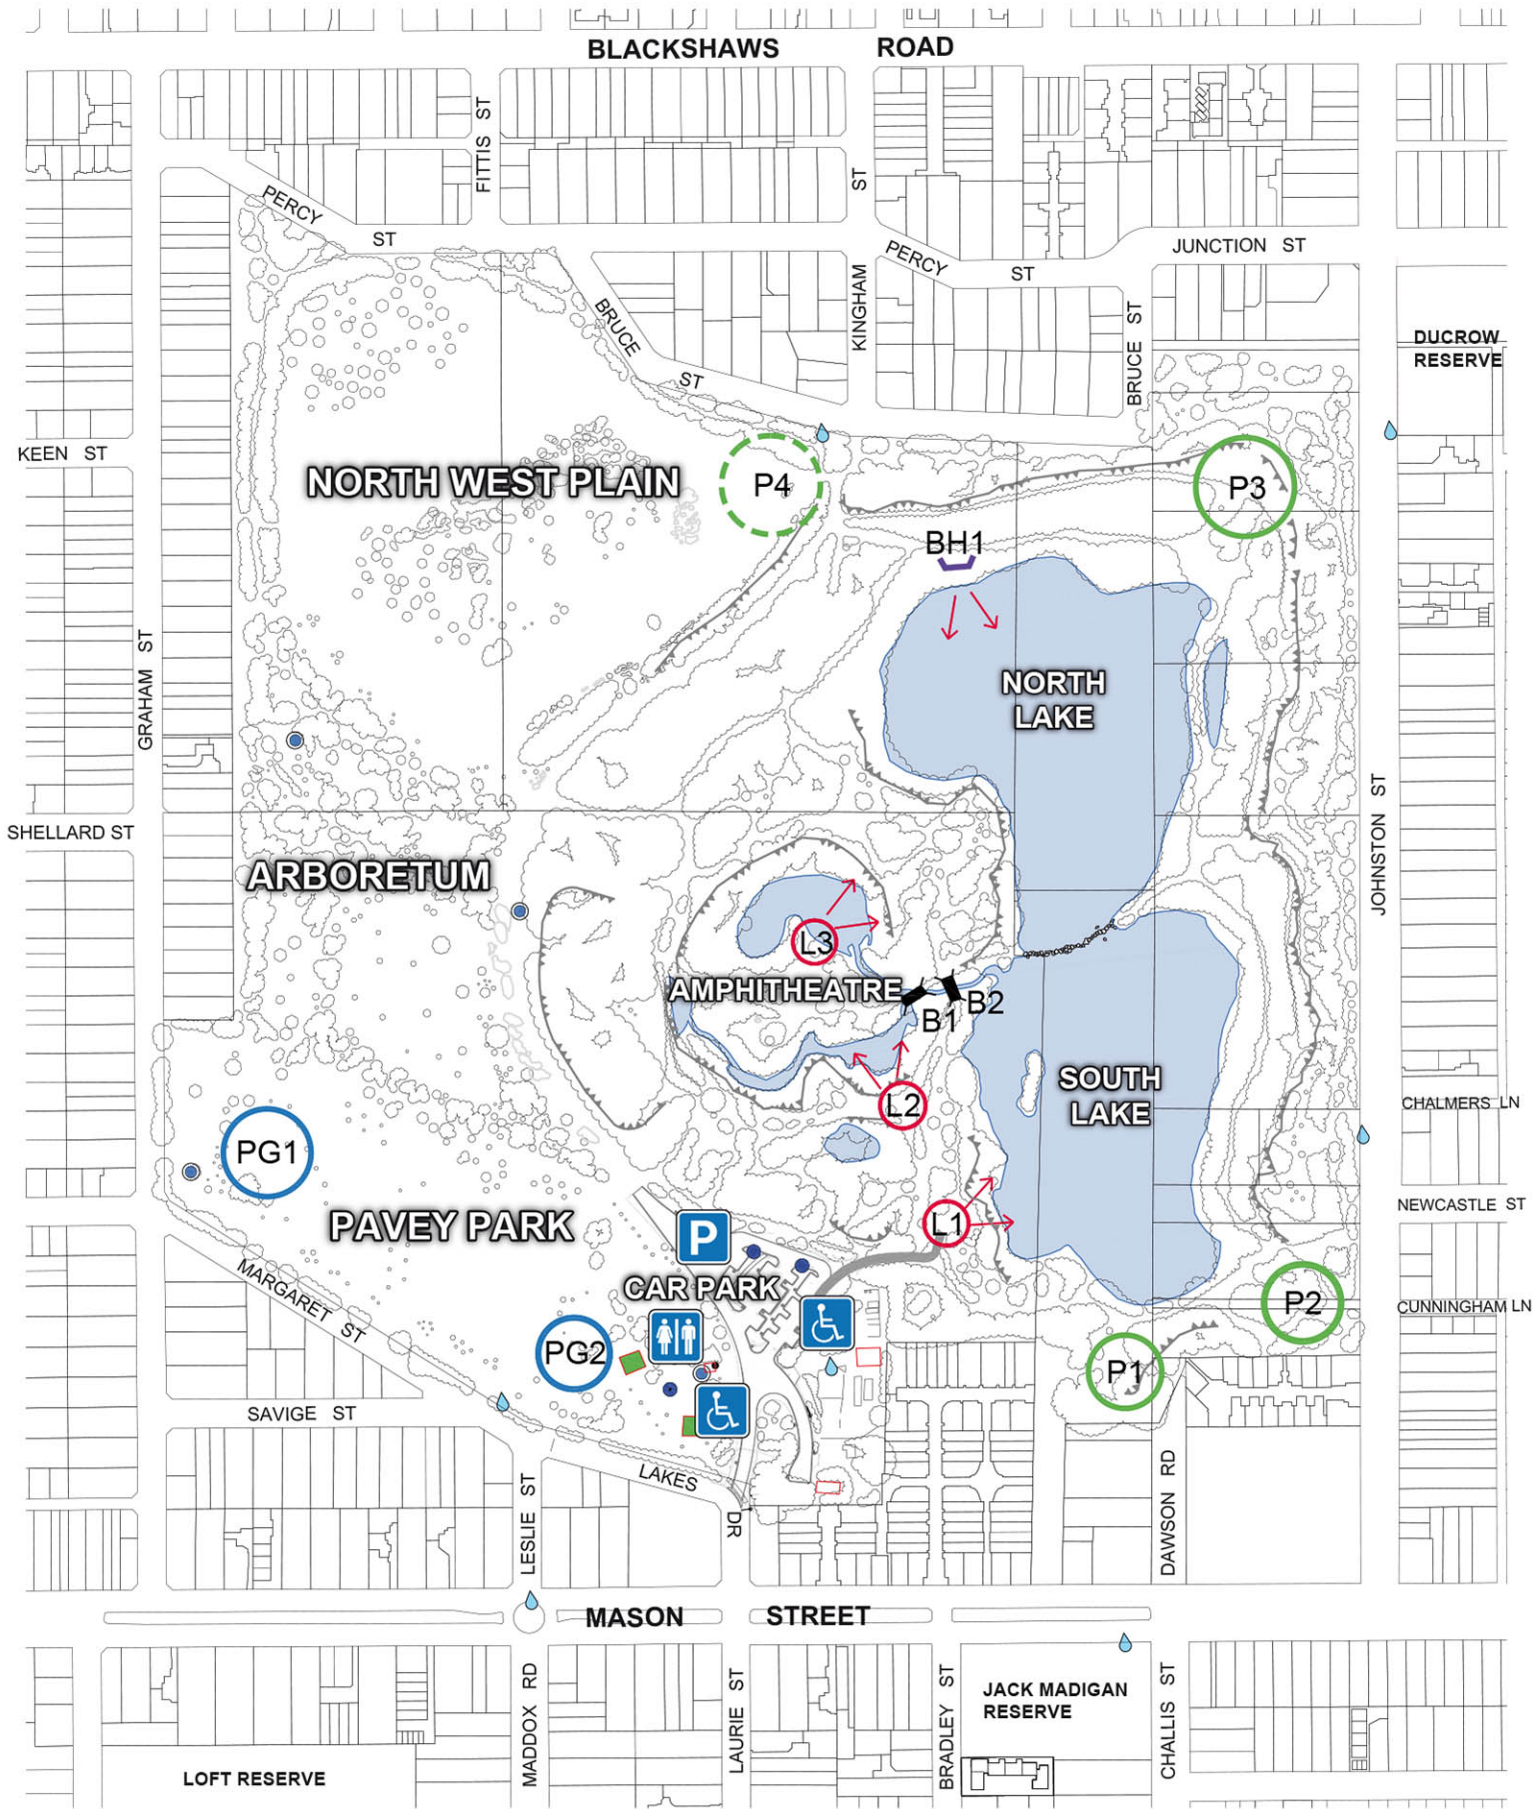 BLACKSHAWS ROAD
FITTIS ST
PERCY
ST
ST
KINGHAM
PERCY
ST
JUNCTION ST
BRUCE
ST
BRUCE ST
DUCROW
RESERVE
KEEN ST
NORTH WEST PLAIN
P4
P3
BH1
GRAHAM ST
NORTH
LAKE
SHELLARD ST
JOHNSTON ST
ARBORETUM
L3
AMPHITHEATRE
B1
B2
SOUTH
LAKE
L2
CHALMERS LN
PG1
NEWCASTLE ST
PAVEY PARK
P
L1
CAR PARK
MARGARET ST
P2
CUNNINGHAM LN
PG2
P1
SAVIGE ST
LAKES
DR
LESLIE ST
DAWSON RD
MASON STREET
MADDOX RD
LAURIE ST
BRADLEY ST
JACK MADIGAN
RESERVE
CHALLIS ST
LOFT RESERVE